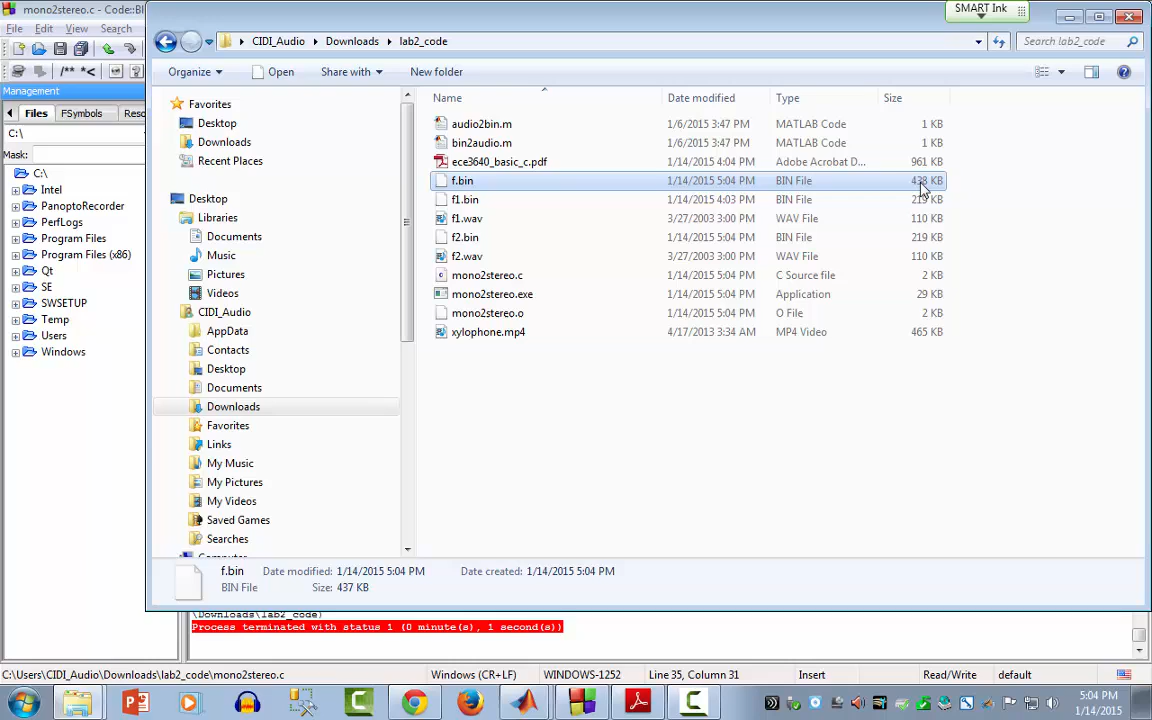 mono2stereo.c - Code::Bl
SMART Ink
File Edit View Search
CIDI_Audio Downloads lab2_code
Search lab2_code
Organize Open Share with New folder
/** *<
Management
Files FSymbols Reso
C:\
Mask:
C:\
Intel
PanoptoRecorder
PerfLogs
Program Files
Program Files (x86)
Qt
SE
SWSETUP
Temp
Users
Windows
Favorites
Desktop
Downloads
Recent Places
Desktop
Libraries
Documents
Music
Pictures
Videos
CIDI_Audio
AppData
Contacts
Desktop
Documents
Downloads
Favorites
Links
My Music
My Pictures
My Videos
Saved Games
Searches
Computer
Name Date modified Type Size
audio2bin.m 1/6/2015 3:47 PM MATLAB Code 1 KB
bin2audio.m 1/6/2015 3:47 PM MATLAB Code 1 KB
ece3640_basic_c.pdf 1/14/2015 4:04 PM Adobe Acrobat D... 961 KB
f.bin 1/14/2015 5:04 PM BIN File 438 KB
f1.bin 1/14/2015 4:03 PM BIN File 219 KB
f1.wav 3/27/2003 3:00 PM WAV File 110 KB
f2.bin 1/14/2015 5:04 PM BIN File 219 KB
f2.wav 3/27/2003 3:00 PM WAV File 110 KB
mono2stereo.c 1/14/2015 5:04 PM C Source file 2 KB
mono2stereo.exe 1/14/2015 5:04 PM Application 29 KB
mono2stereo.o 1/14/2015 5:04 PM O File 2 KB
xylophone.mp4 4/17/2013 3:34 AM MP4 Video 465 KB
f.bin Date modified: 1/14/2015 5:04 PM Date created: 1/14/2015 5:04 PM
BIN File Size: 437 KB
\Downloads\lab2_code)
Process terminated with status 1 (0 minute(s), 1 second(s))
C:\Users\CIDI_Audio\Downloads\lab2_code\mono2stereo.c Windows (CR+LF) WINDOWS-1252 Line 35, Column 31 Insert Read/Write default
5:04 PM
1/14/2015